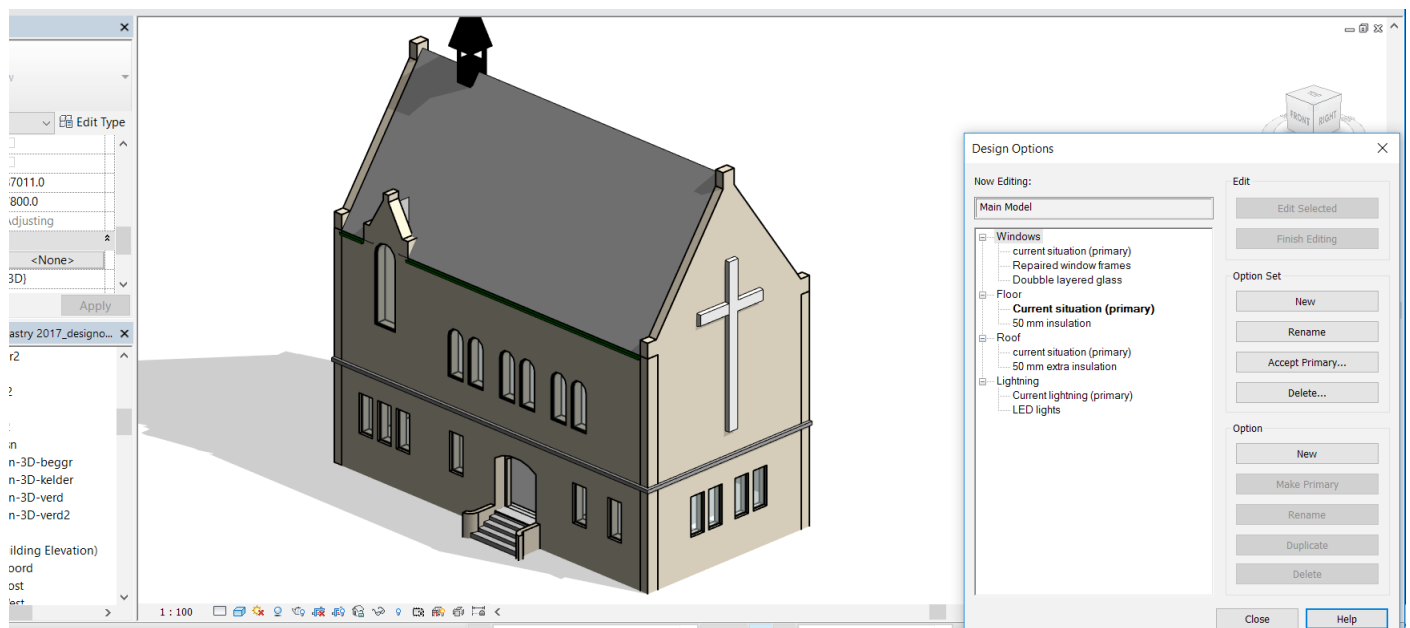 Edit Type
37011.0
7800.0
Adjusting
<None>
3D}
Apply
astry 2017_designo...
r2
2
n-3D-beggr
n-3D-kelder
n-3D-verd
n-3D-verd2
ilding Elevation)
oord
ost
1 : 100
TOP
FRONT
RIGHT
Design Options
Now Editing:
Main Model
Windows
current situation (primary)
Repaired window frames
Doubble layered glass
Floor
Current situation (primary)
50 mm insulation
Roof
current situation (primary)
50 mm extra insulation
Lightning
Current lightning (primary)
LED lights
Edit
Edit Selected
Finish Editing
Option Set
New
Rename
Accept Primary...
Delete...
Option
New
Make Primary
Rename
Duplicate
Delete
Close
Help